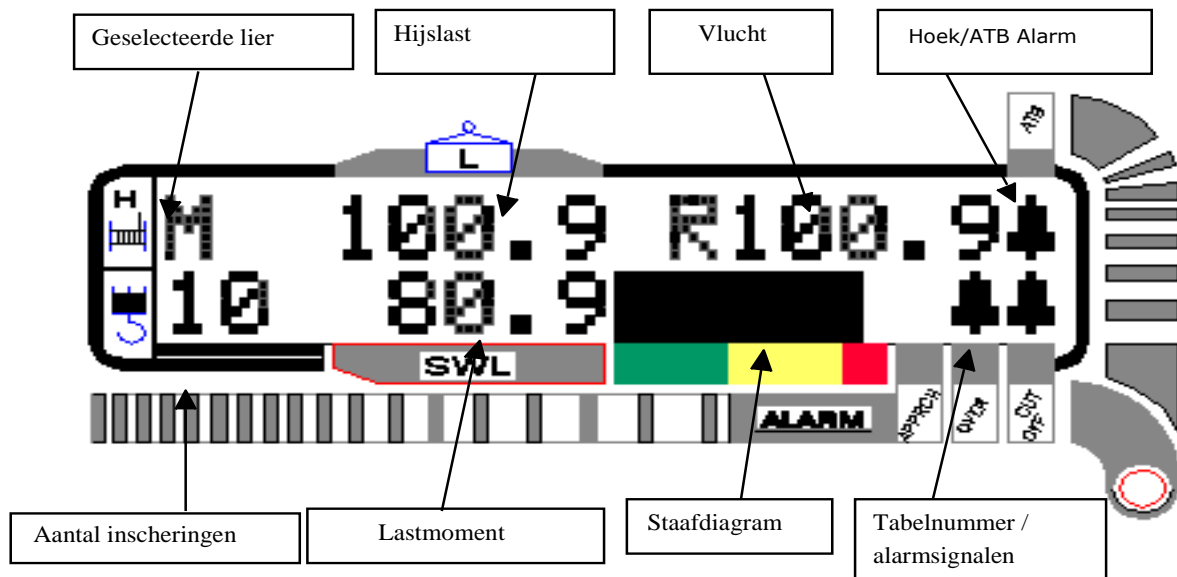 Geselecteerde lier
Hijslast
Vlucht
Hoek/ATB Alarm
ATB
L
H
M 100.9 R100.9
10 80.9
SWL
ALARM
APPRCH
OVER
CUT
OFF
Aantal inscheringen
Lastmoment
Staafdiagram
Tabelnummer /
alarmsignalen